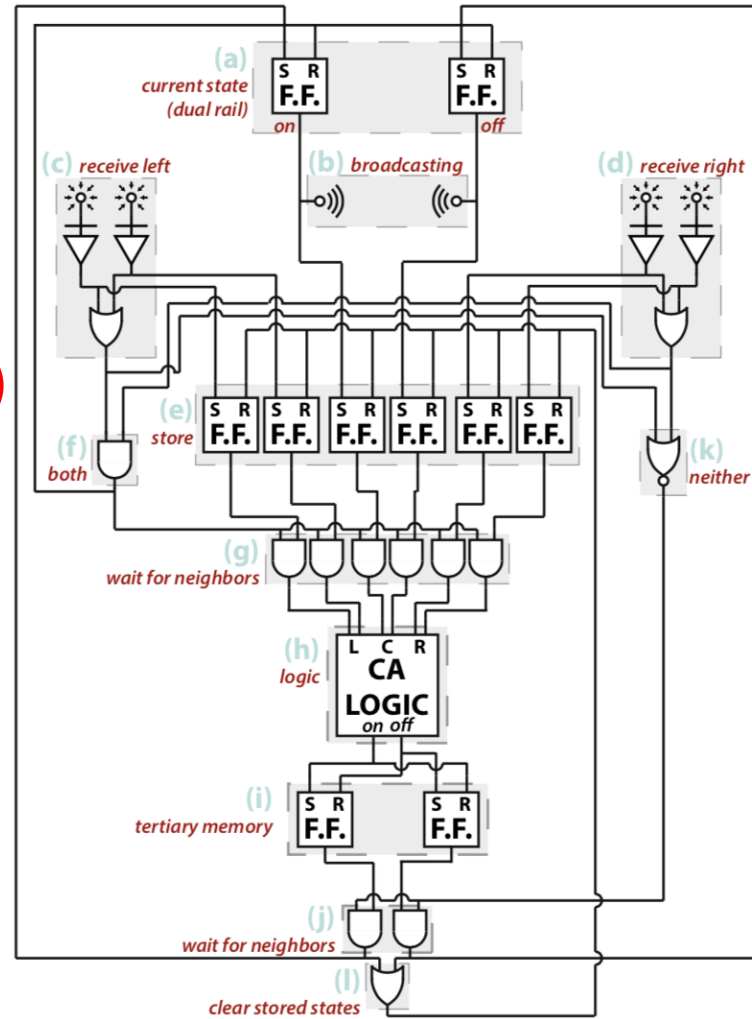 S R
S R
(a)
current state
(dual rail)
F.F.
F.F.
on
off
(b) broadcasting
(c) receive left
(d) receive right
(e)
store
S R
S R
S R
S R
S R
S R
F.F.
F.F.
F.F.
F.F.
F.F.
F.F.
(f)
both
(k)
neither
(g)
wait for neighbors
(h)
logic
L C R
CA
LOGIC
on off
(i)
tertiary memory
S R
S R
F.F.
F.F.
(j)
wait for neighbors
(l)
clear stored states